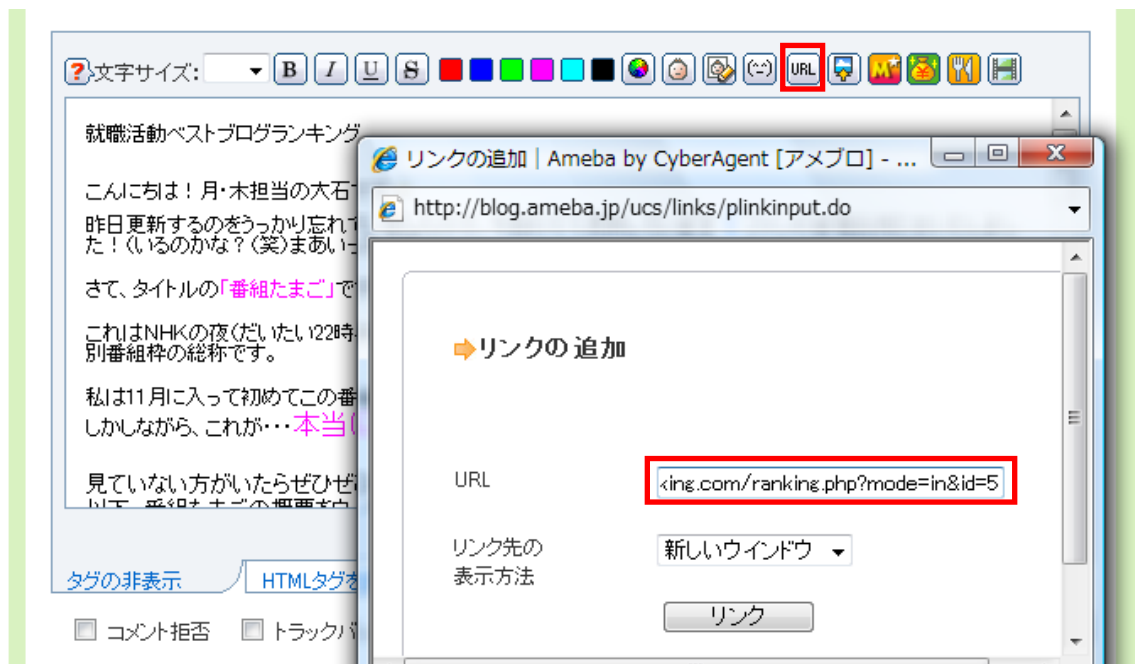 文字サイズ: B I U S URL
就職活動ベストブログランキング
こんにちは！月・木担当の大石
昨日更新するのをうっかり忘れ
た！(いるのかな？(笑)まあい
さて、タイトルの「番組たまご」で
これはNHKの夜(だいたい22時
別番組枠の総称です。
私は11月に入って初めてこの番
しかしながら、これが・・・本当
見ていない方がいたらぜひぜ
タグの非表示 HTMLタグを
コメント拒否 トラックバ
リンクの追加 | Ameba by CyberAgent [アメブロ] - ...
http://blog.ameba.jp/ucs/links/plinkinput.do
リンクの追加
URL king.com/ranking.php?mode=in&id=5
リンク先の 新しいウインドウ
表示方法
リンク